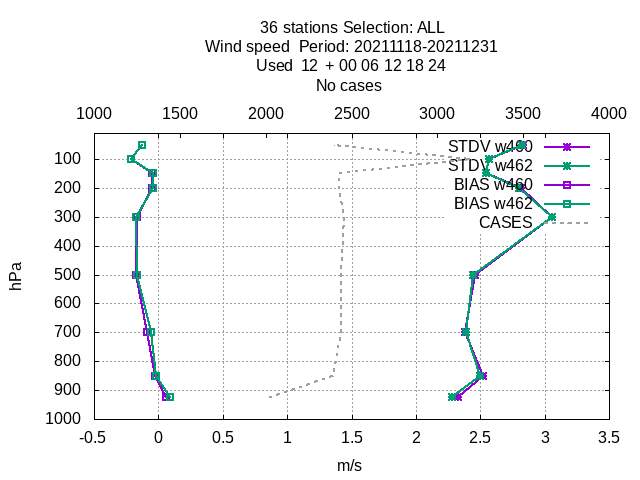 36 stations Selection: ALL
Wind speed  Period: 20211118-20211231
Used  12  + 00 06 12 18 24
No cases
1000 1500 2000 2500 3000 3500 4000
STDV w460
100
STDV w462
200
BIAS w460
BIAS w462
300
CASES
400
hPa
500
600
700
800
900
1000
-0.5 0 0.5 1 1.5 2 2.5 3 3.5
m/s